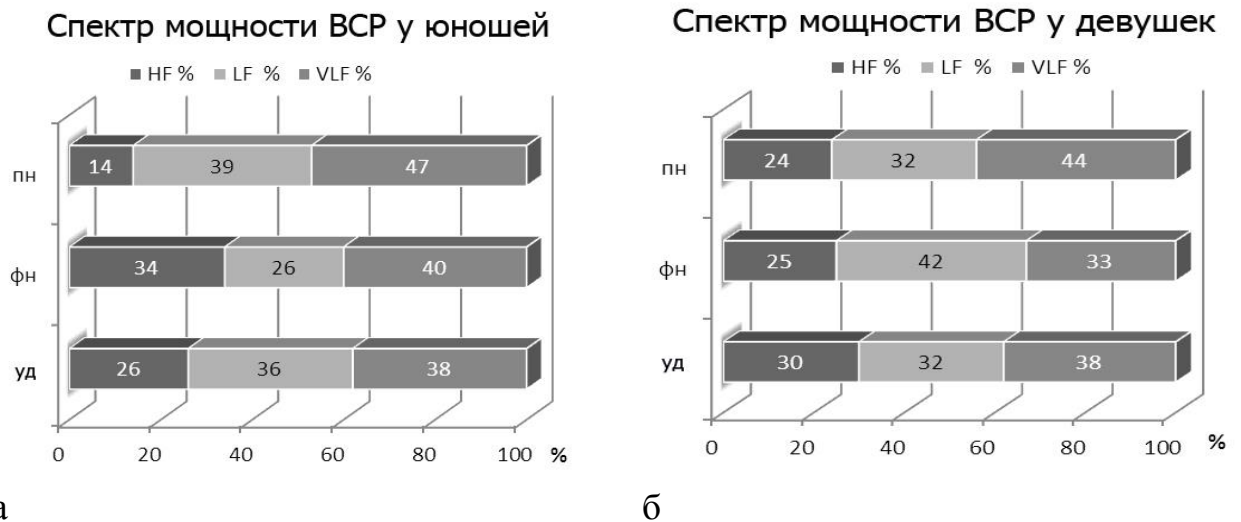 Спектр мощности ВСР у юношей
HF % LF % VLF %
пн 14 39 47
фн 34 26 40
уд 26 36 38
0 20 40 60 80 100 %
а
Спектр мощности ВСР у девушек
HF % LF % VLF %
пн 24 32 44
фн 25 42 33
уд 30 32 38
0 20 40 60 80 100 %
б